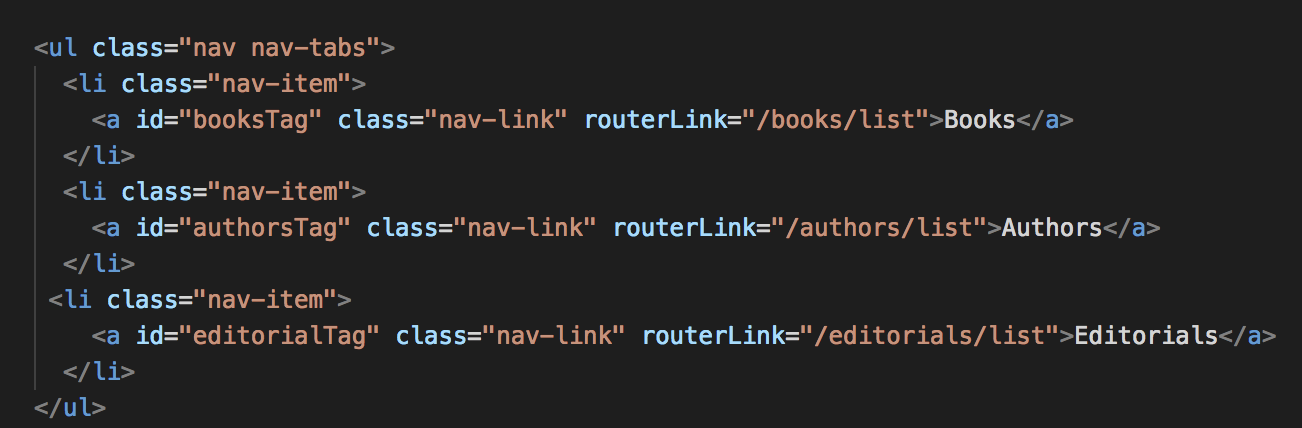 <ul class="nav nav-tabs">
  <li class="nav-item">
    <a id="booksTag" class="nav-link" routerLink="/books/list">Books</a>
  </li>
  <li class="nav-item">
    <a id="authorsTag" class="nav-link" routerLink="/authors/list">Authors</a>
  </li>
 <li class="nav-item">
    <a id="editorialTag" class="nav-link" routerLink="/editorials/list">Editorials</a>
  </li>
</ul>